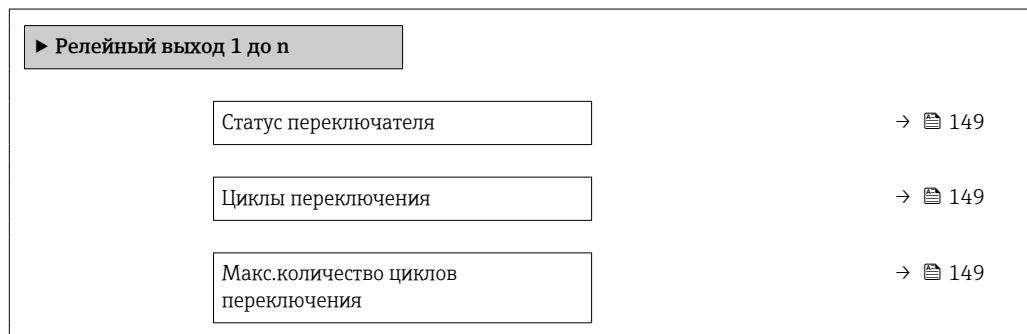 ▶ Релейный выход 1 до n
Статус переключателя → 149
Циклы переключения → 149
Макс.количество циклов → 149
переключения